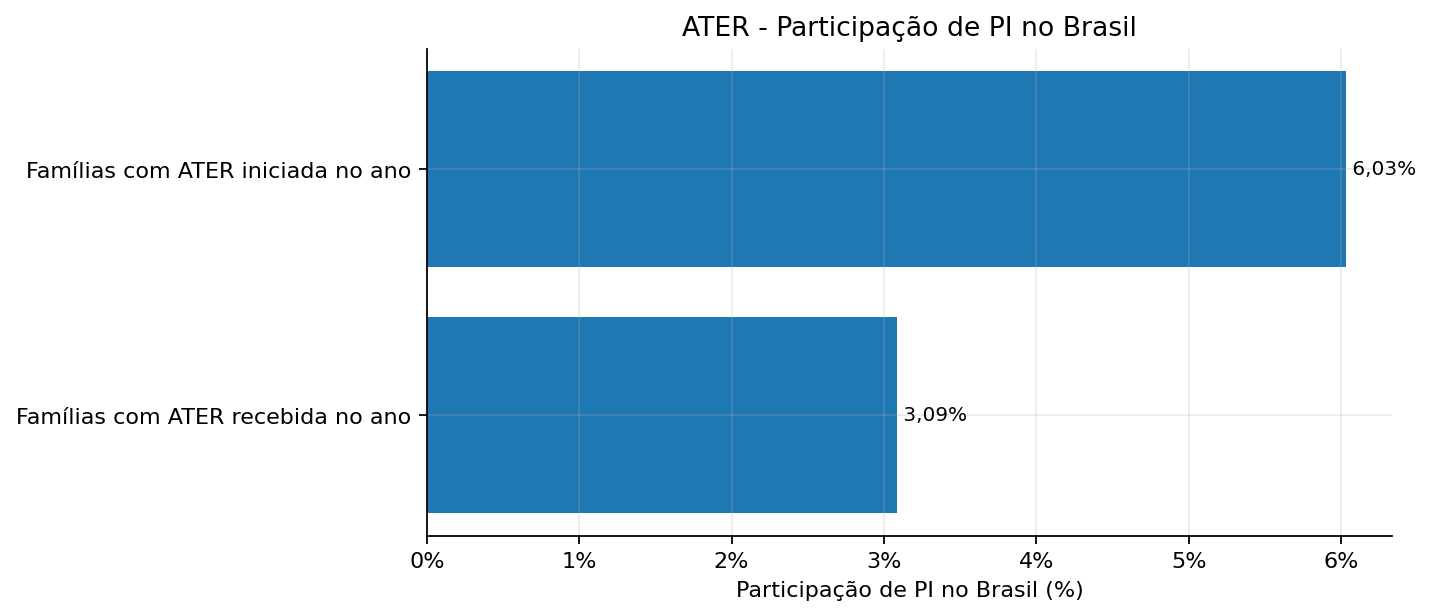 ATER - Participação de PI no Brasil
Famílias com ATER iniciada no ano
6,03%
Famílias com ATER recebida no ano
3,09%
0% 1% 2% 3% 4% 5% 6%
Participação de PI no Brasil (%)